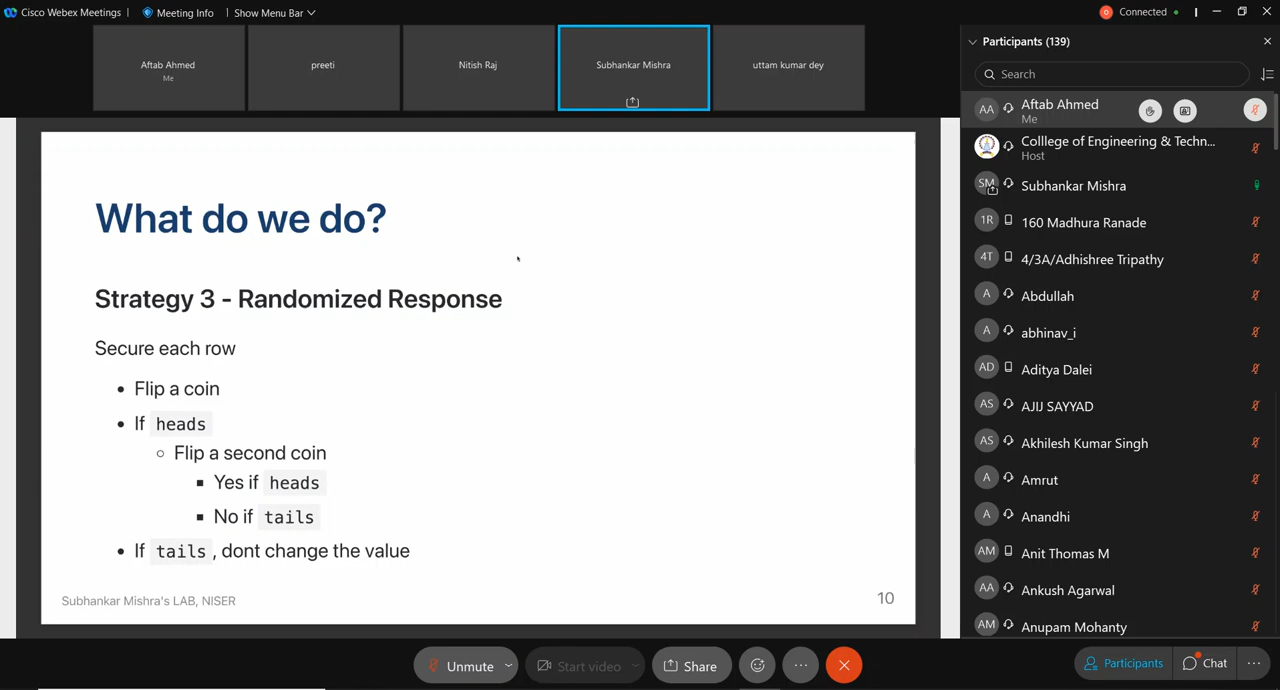 Cisco Webex Meetings
Meeting Info
Show Menu Bar
Connected
Aftab Ahmed
Me
preeti
Nitish Raj
Subhankar Mishra
uttam kumar dey
What do we do?
Strategy 3 - Randomized Response
Secure each row
• Flip a coin
• If heads
Flip a second coin
Yes if heads
No if tails
• If tails , dont change the value
Subhankar Mishra's LAB, NISER
10
Participants (139)
Search
AA Aftab Ahmed
Me
Colllege of Engineering & Techn...
Host
SM Subhankar Mishra
1R 160 Madhura Ranade
4T 4/3A/Adhishree Tripathy
A Abdullah
A abhinav_i
AD Aditya Dalei
AS AJIJ SAYYAD
AS Akhilesh Kumar Singh
A Amrut
A Anandhi
AM Anit Thomas M
AA Ankush Agarwal
AM Anupam Mohanty
Unmute
Start video
Share
Participants
Chat